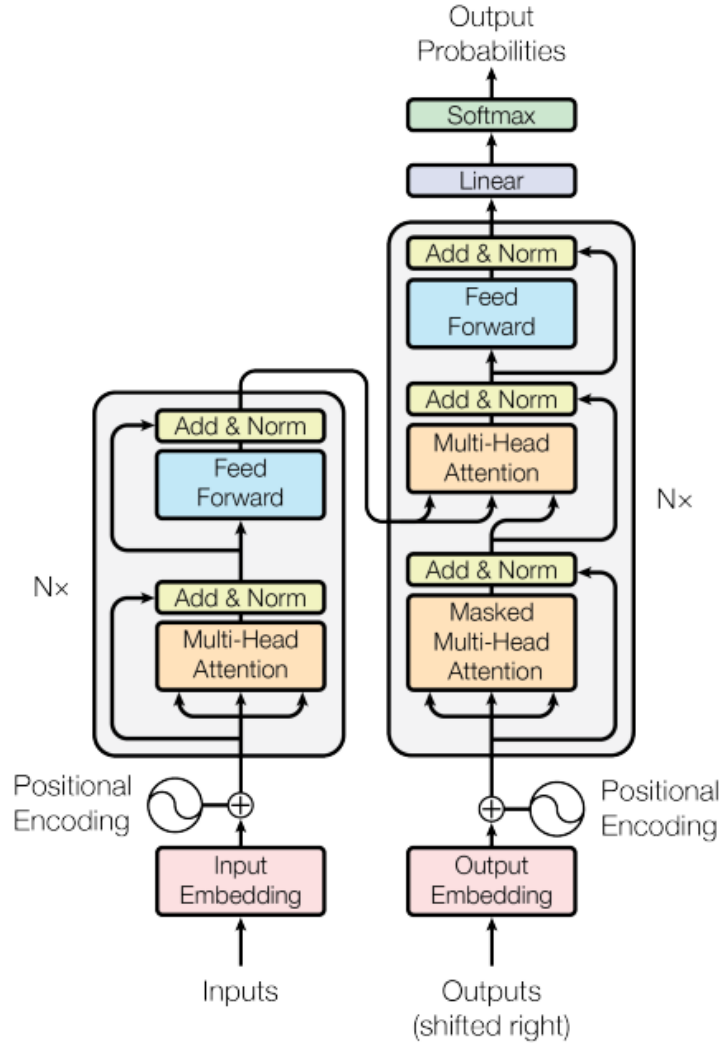 Output
Probabilities
Softmax
Linear
Add & Norm
Feed
Forward
Add & Norm
Multi-Head
Attention
Add & Norm
Masked
Multi-Head
Attention
Nx
Add & Norm
Feed
Forward
Add & Norm
Multi-Head
Attention
Nx
Positional
Encoding
Positional
Encoding
Input
Embedding
Output
Embedding
Inputs
Outputs
(shifted right)